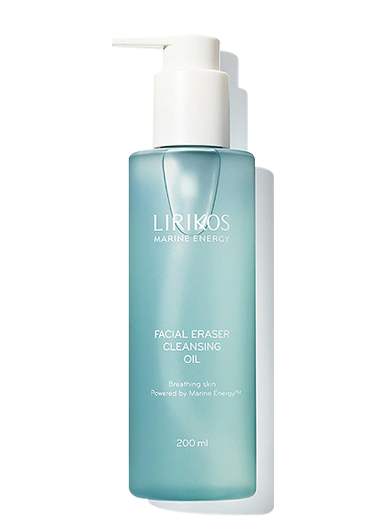 LIRIKOS
MARINE ENERGY
FACIAL ERASER
CLEANSING
OIL
Breathing skin
Powered by Marine Energy™
200 ml